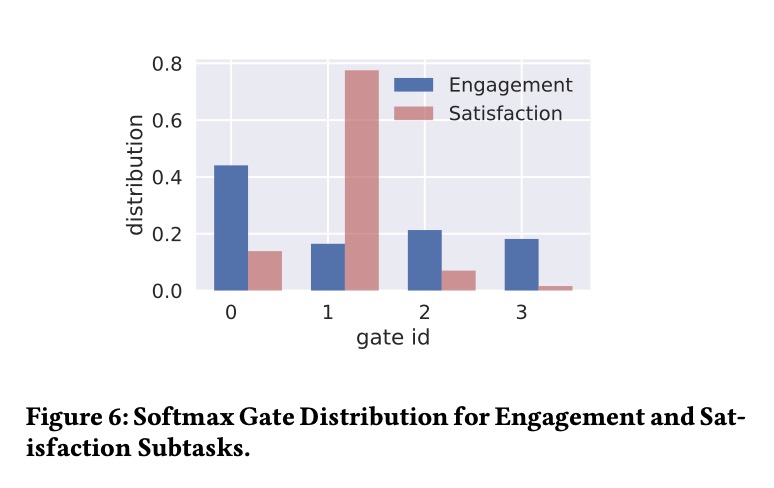 0.8
0.6
0.4
0.2
0.0
distribution
Engagement
Satisfaction
0 1 2 3
gate id
Figure 6: Softmax Gate Distribution for Engagement and Sat-
isfaction Subtasks.